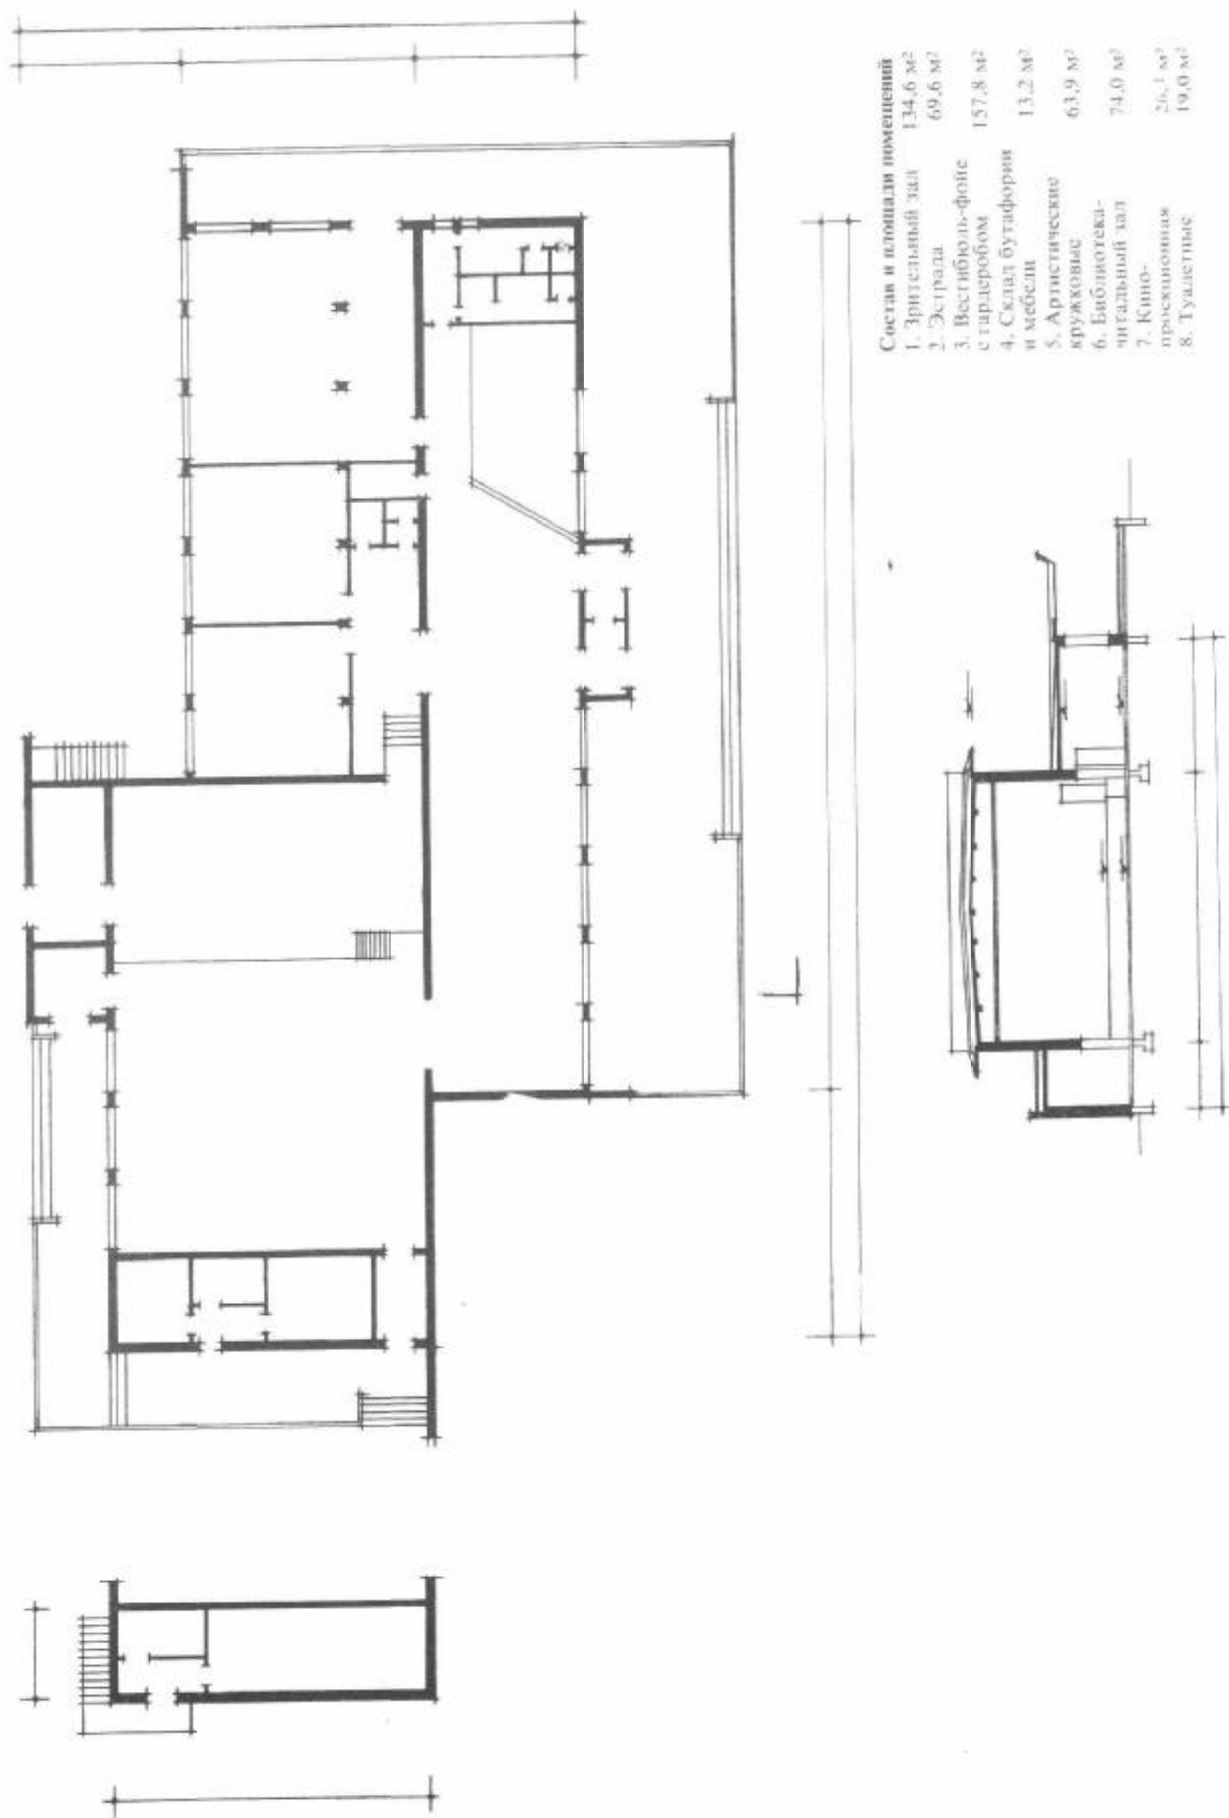 Состав и площади помещений
1. Зрительный зал 134,6 м²
2. Эстрада 69,6 м²
3. Вестибюль-фойе
с гардеробом 157,8 м²
4. Склад бутафории
и мебели 13,2 м²
5. Артистические
кружковые 63,9 м²
6. Библиотека-
читальный зал 74,0 м²
7. Кино-
проекционная 26,1 м²
8. Туалетные 19,0 м²